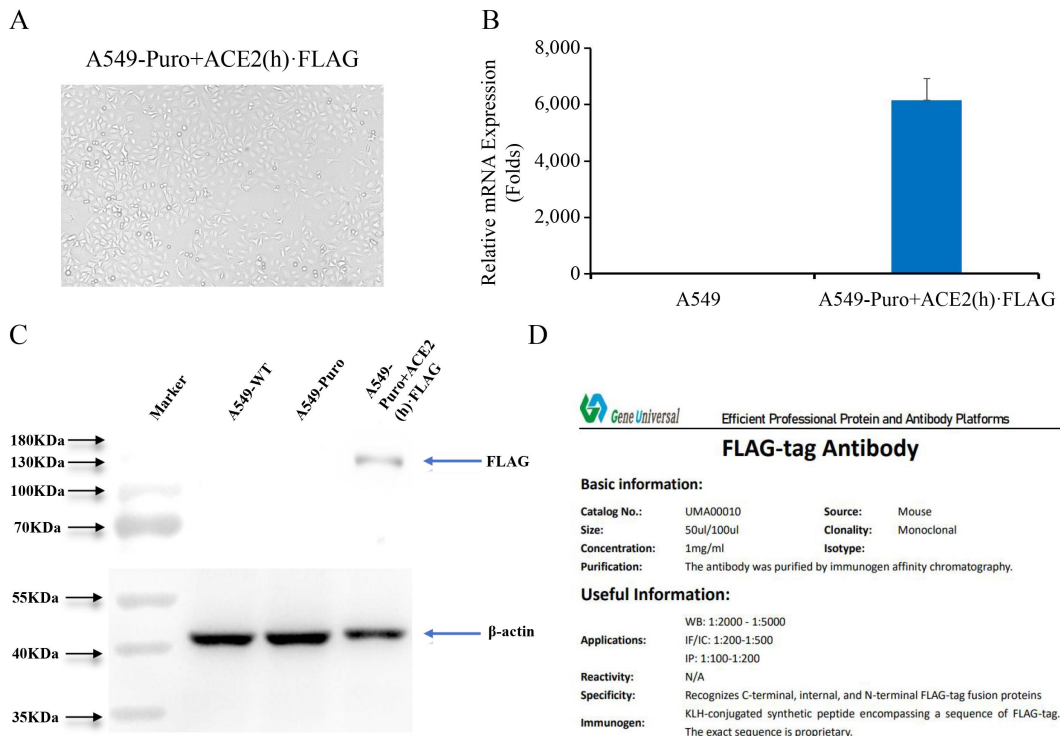 A
A549-Puro+ACE2(h)·FLAG
B
Relative mRNA Expression
(Folds)
8,000
6,000
4,000
2,000
0
A549
A549-Puro+ACE2(h)·FLAG
C
Marker
A549-WT
A549-Puro
A549-
Puro+ACE2
(h)·FLAG
180KDa
130KDa
100KDa
70KDa
FLAG
55KDa
40KDa
35KDa
β-actin
D
Gene Universal
Efficient Professional Protein and Antibody Platforms
FLAG-tag Antibody
Basic information:
Catalog No.: UMA00010 Source: Mouse
Size: 50ul/100ul Clonality: Monoclonal
Concentration: 1mg/ml Isotype:
Purification: The antibody was purified by immunogen affinity chromatography.
Useful Information:
WB: 1:2000 - 1:5000
Applications: IF/IC: 1:200-1:500
IP: 1:100-1:200
Reactivity: N/A
Specificity: Recognizes C-terminal, internal, and N-terminal FLAG-tag fusion proteins
Immunogen: KLH-conjugated synthetic peptide encompassing a sequence of FLAG-tag.
The exact sequence is proprietary.